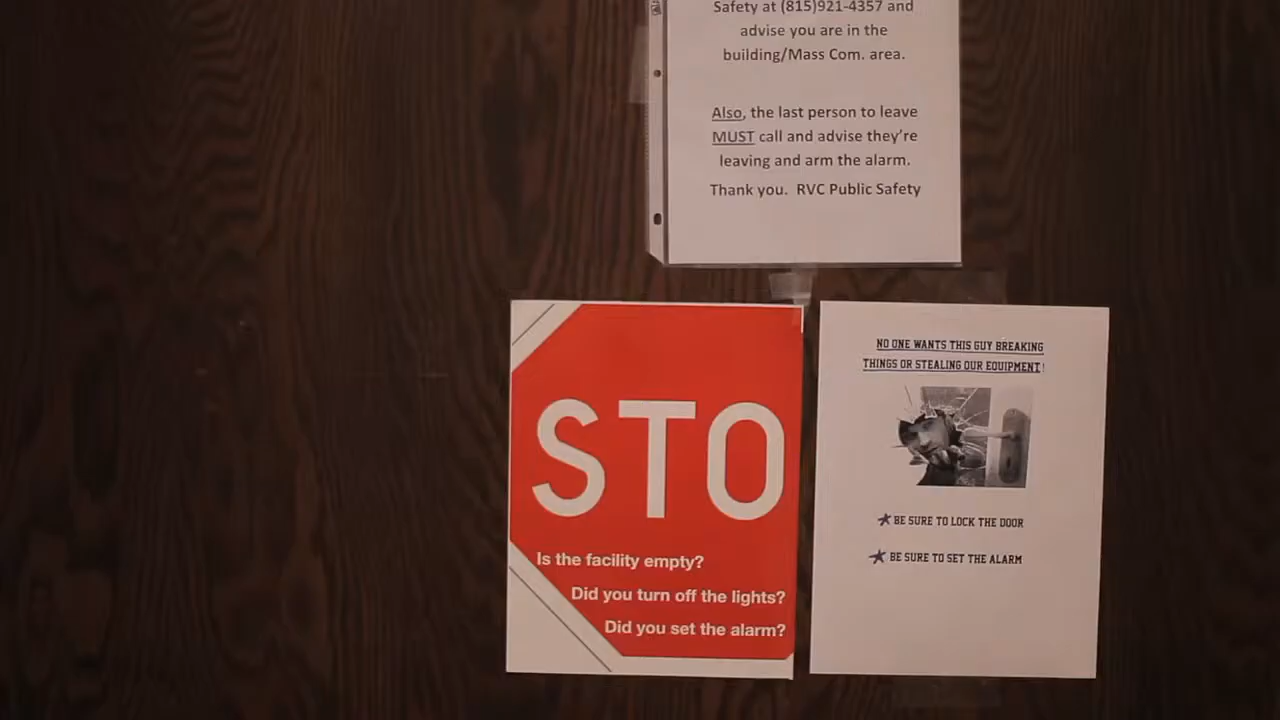 Safety at (815)921-4357 and
advise you are in the
building/Mass Com. area.
Also, the last person to leave
MUST call and advise they're
leaving and arm the alarm.
Thank you.  RVC Public Safety
STO
Is the facility empty?
Did you turn off the lights?
Did you set the alarm?
NO ONE WANTS THIS GUY BREAKING
THINGS OR STEALING OUR EQUIPMENT!
BE SURE TO LOCK THE DOOR
BE SURE TO SET THE ALARM